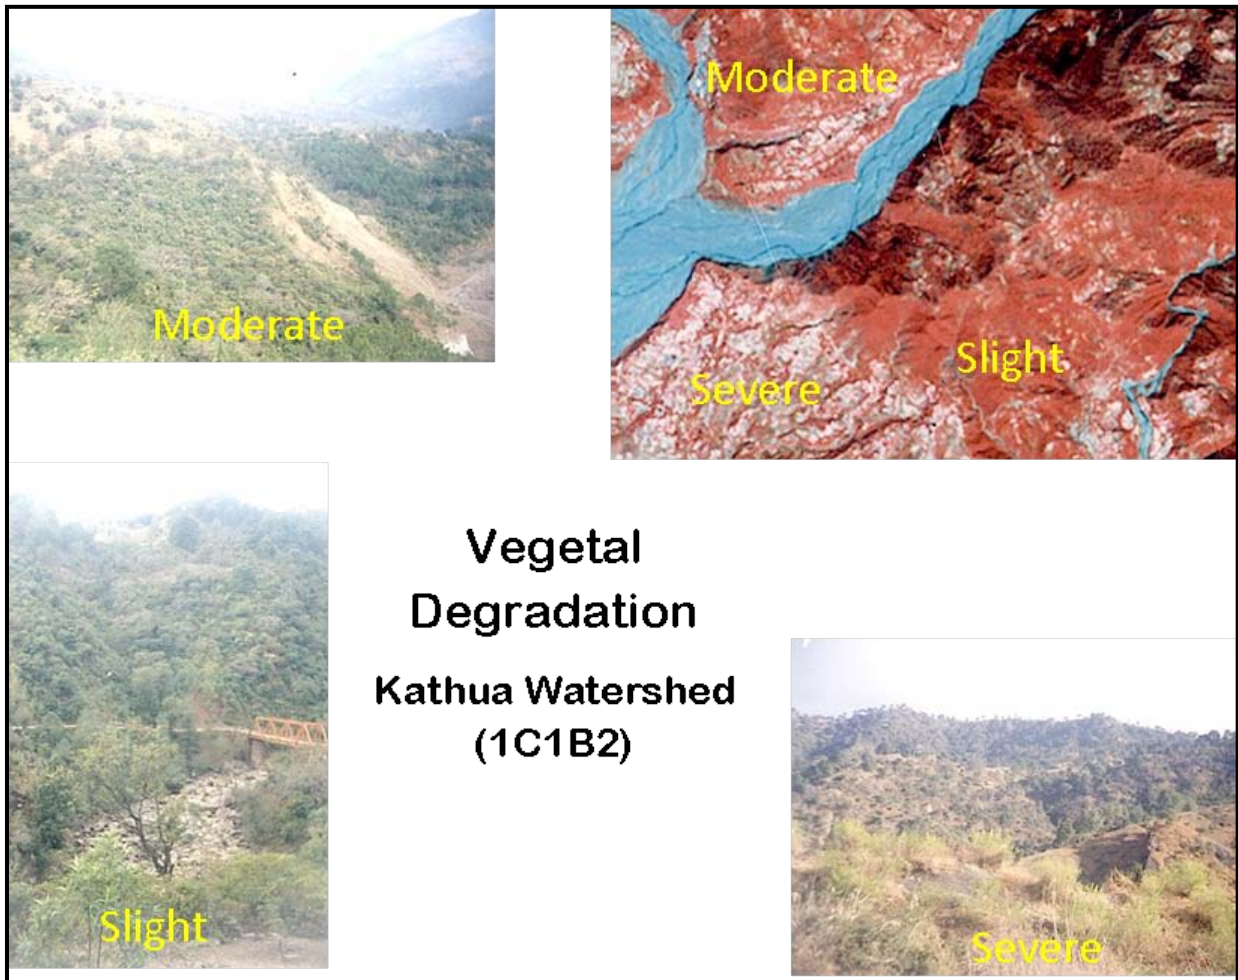 Moderate
Moderate
Slight
Severe
Vegetal
Degradation
Kathua Watershed
(1C1B2)
Slight
Severe